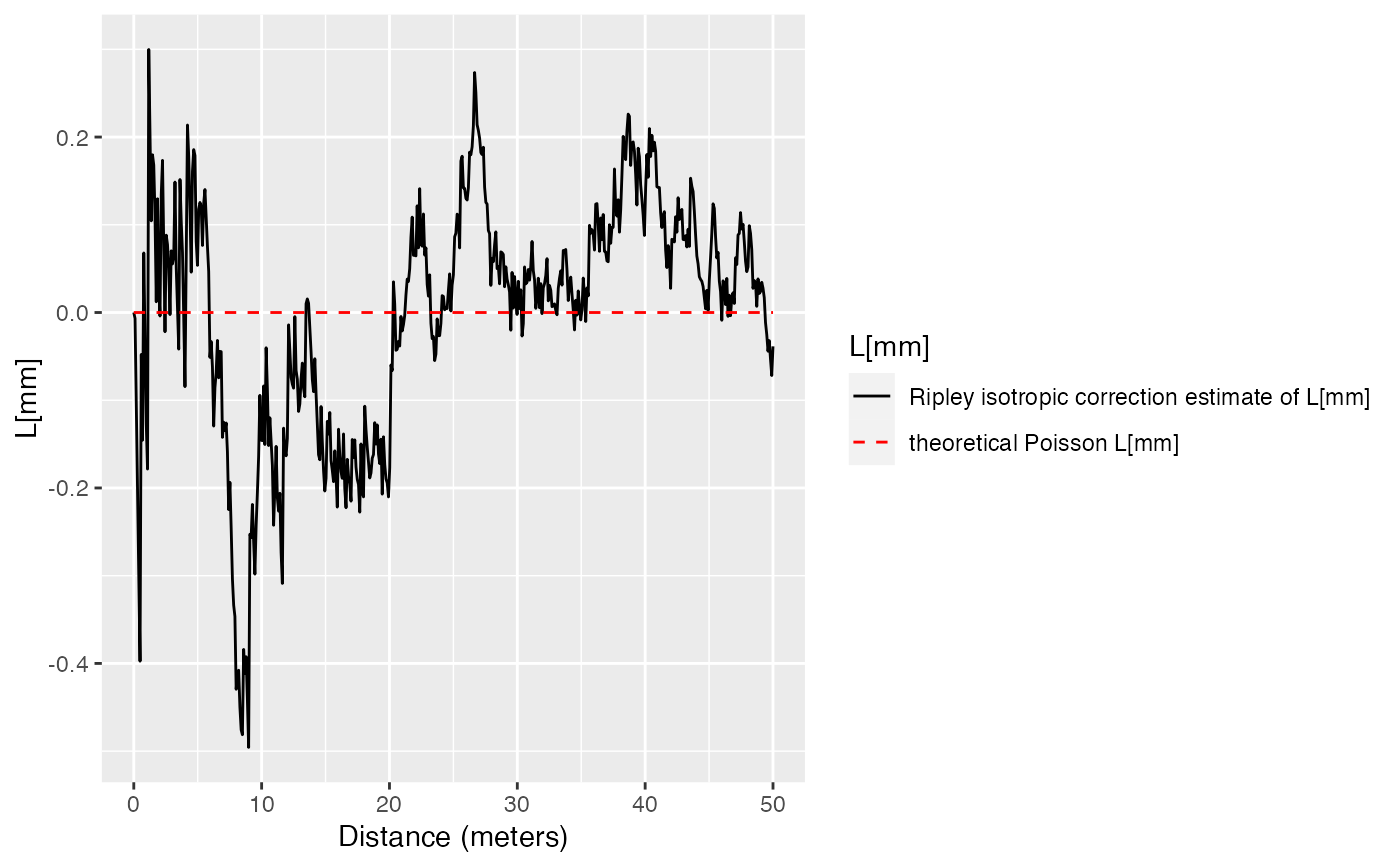 L[mm]
0.2
0.0
-0.2
-0.4
0
10
20
30
40
50
Distance (meters)
L[mm]
Ripley isotropic correction estimate of L[mm]
theoretical Poisson L[mm]